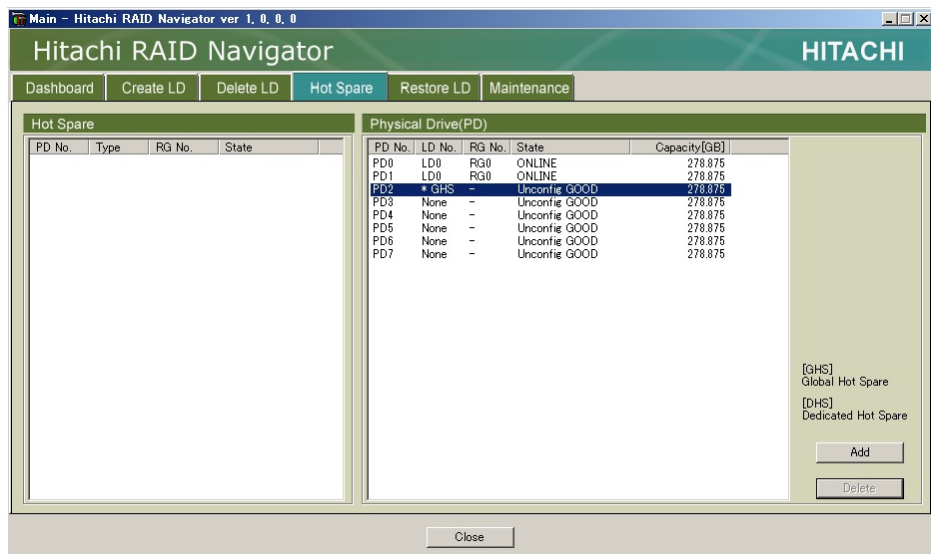 Main - Hitachi RAID Navigator ver 1. 0. 0. 0
Hitachi RAID Navigator
HITACHI
Dashboard Create LD Delete LD Hot Spare Restore LD Maintenance
Hot Spare
PD No. Type RG No. State
Physical Drive(PD)
PD No. LD No. RG No. State Capacity[GB]
PD0 LD0 RG0 ONLINE 278.875
PD1 LD0 RG0 ONLINE 278.875
PD2 * GHS - Unconfig GOOD 278.875
PD3 None - Unconfig GOOD 278.875
PD4 None - Unconfig GOOD 278.875
PD5 None - Unconfig GOOD 278.875
PD6 None - Unconfig GOOD 278.875
PD7 None - Unconfig GOOD 278.875
[GHS]
Global Hot Spare
[DHS]
Dedicated Hot Spare
Add
Delete
Close